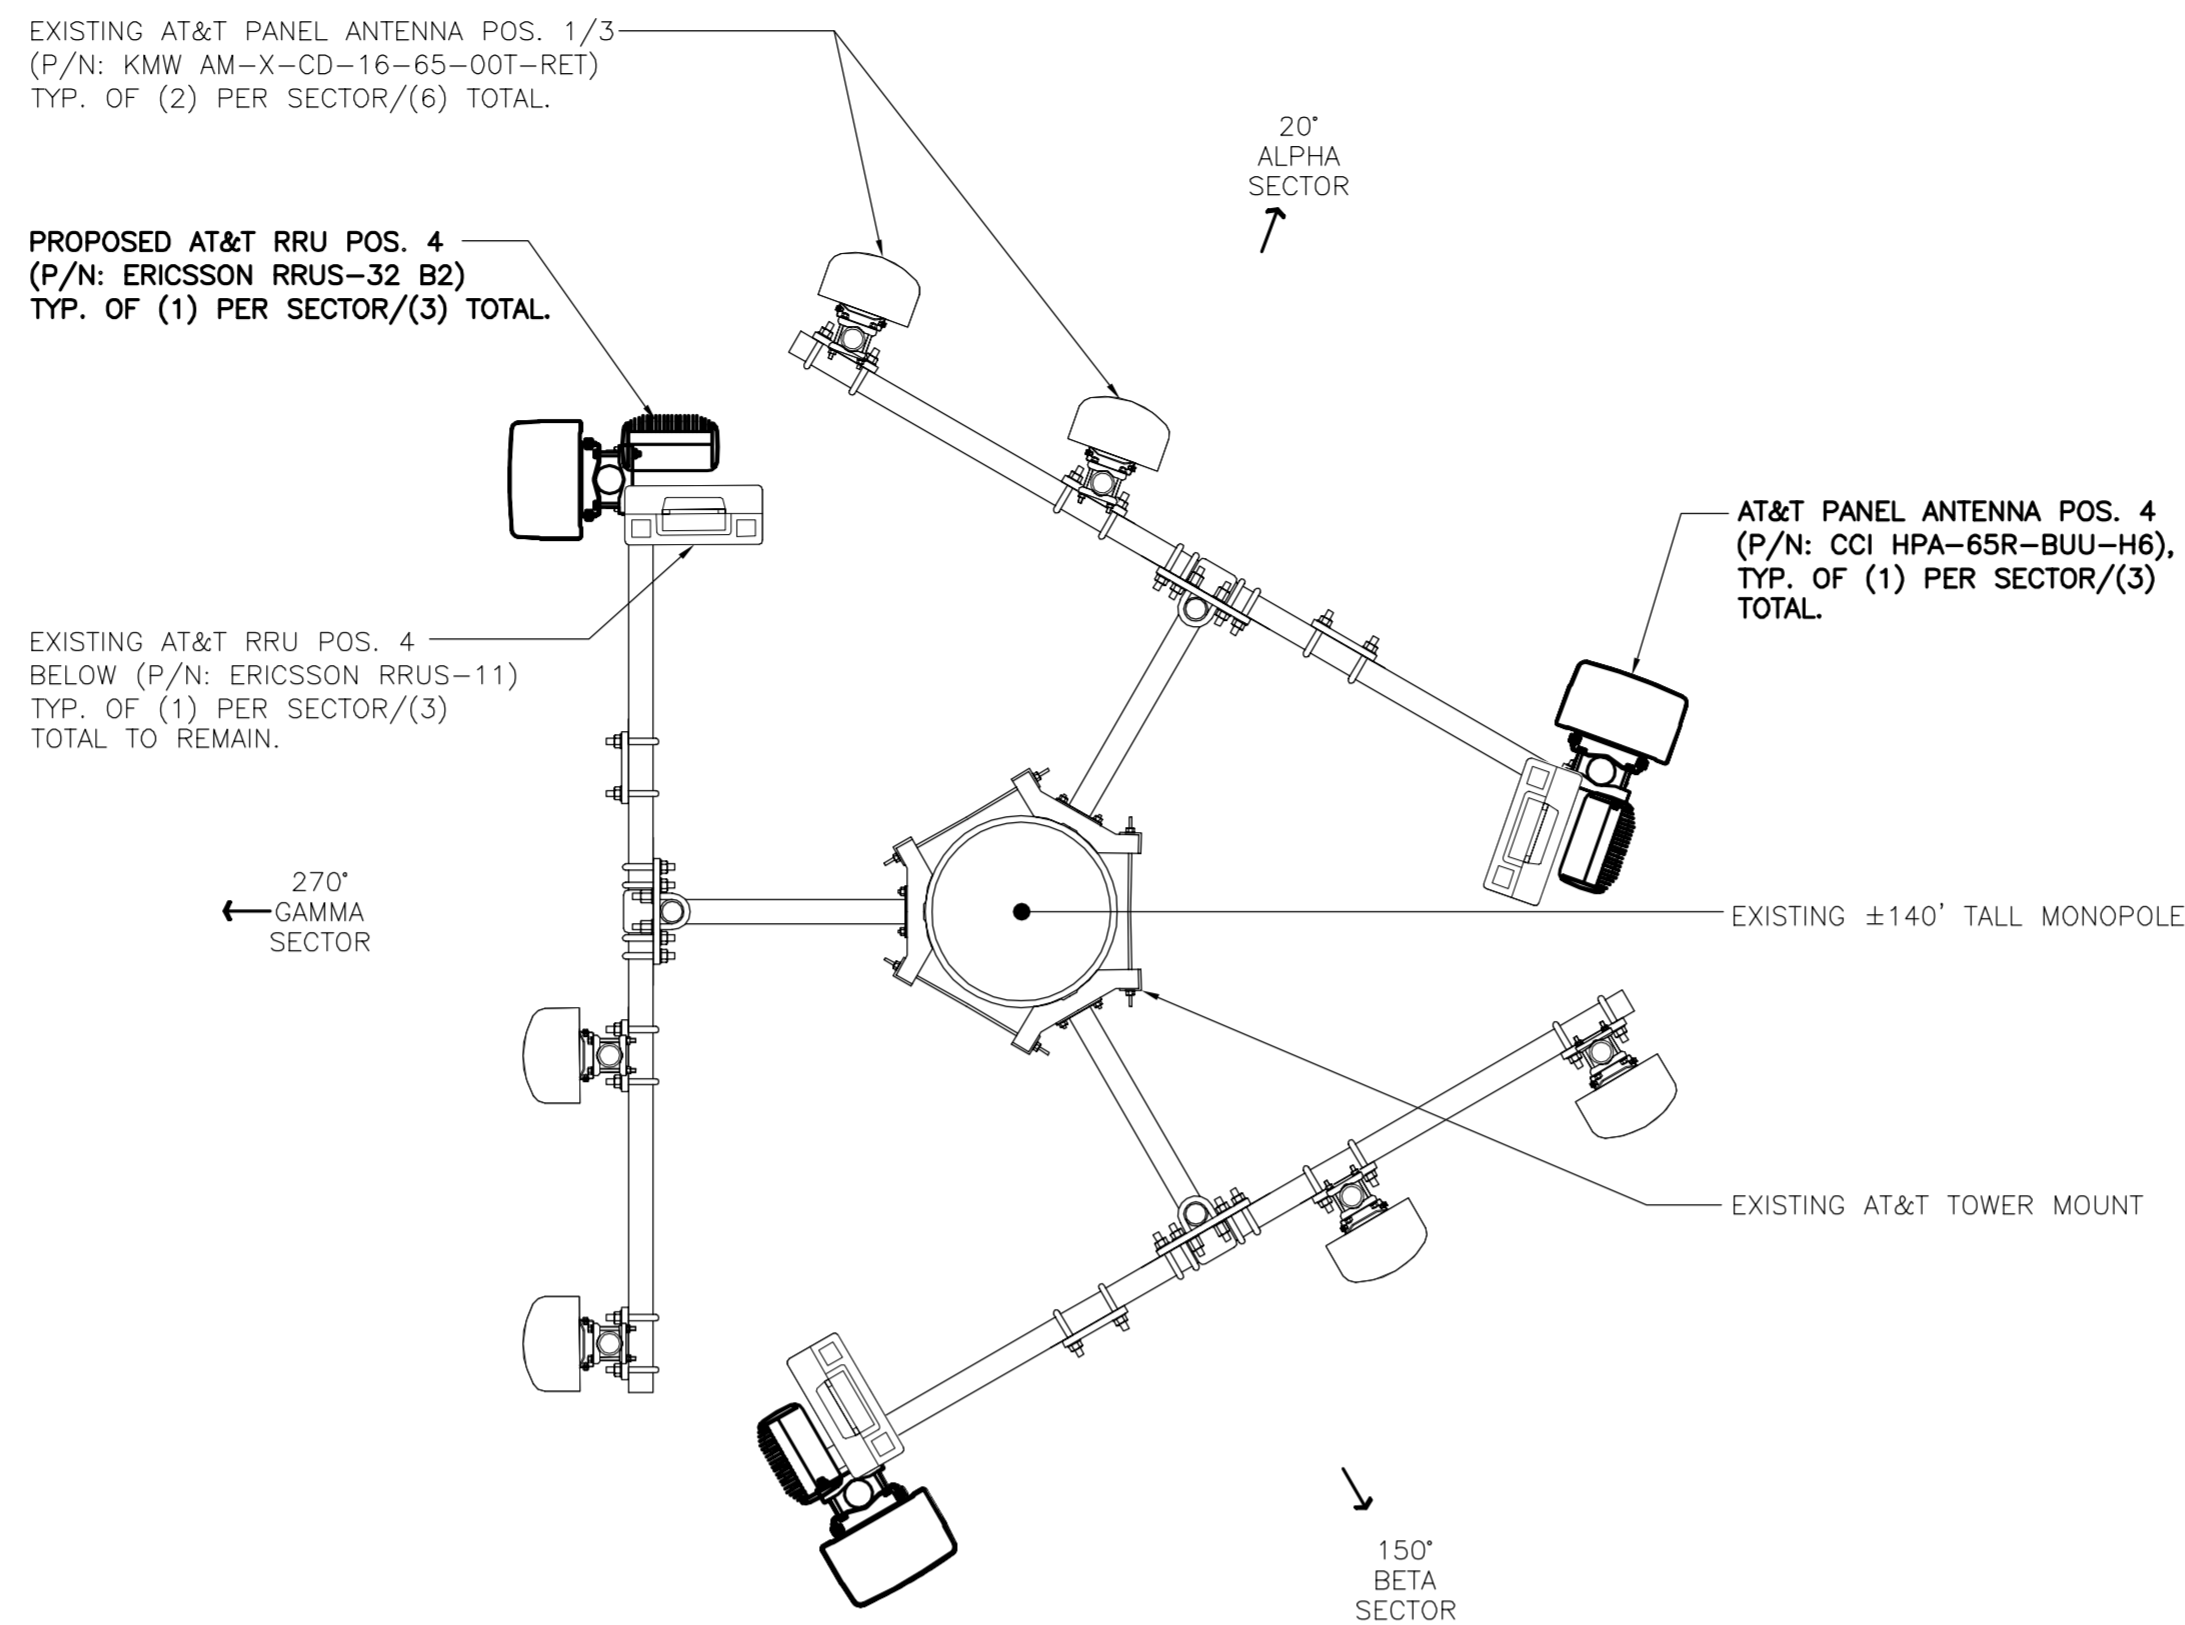 EXISTING AT&T PANEL ANTENNA POS. 1/3
(P/N: KMW AM-X-CD-16-65-00T-RET)
TYP. OF (2) PER SECTOR/(6) TOTAL.
20°
ALPHA
SECTOR
PROPOSED AT&T RRU POS. 4
(P/N: ERICSSON RRUS-32 B2)
TYP. OF (1) PER SECTOR/(3) TOTAL.
AT&T PANEL ANTENNA POS. 4
(P/N: CCI HPA-65R-BUU-H6),
TYP. OF (1) PER SECTOR/(3)
TOTAL.
EXISTING AT&T RRU POS. 4
BELOW (P/N: ERICSSON RRUS-11)
TYP. OF (1) PER SECTOR/(3)
TOTAL TO REMAIN.
270°
GAMMA
SECTOR
EXISTING ±140' TALL MONOPOLE
EXISTING AT&T TOWER MOUNT
150°
BETA
SECTOR